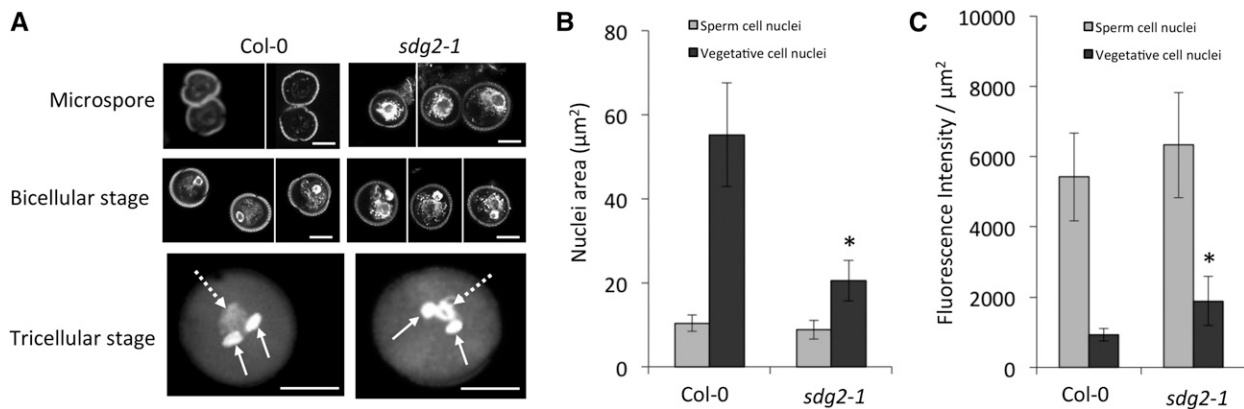 A
Col-0
sdg2-1
Microspore
Bicellular stage
Tricellular stage
B
Sperm cell nuclei
Vegetative cell nuclei
Nuclei area (μm²)
80
60
40
20
0
*
Col-0
sdg2-1
C
Sperm cell nuclei
Vegetative cell nuclei
Fluorescence Intensity / μm²
10000
8000
6000
4000
2000
0
*
Col-0
sdg2-1